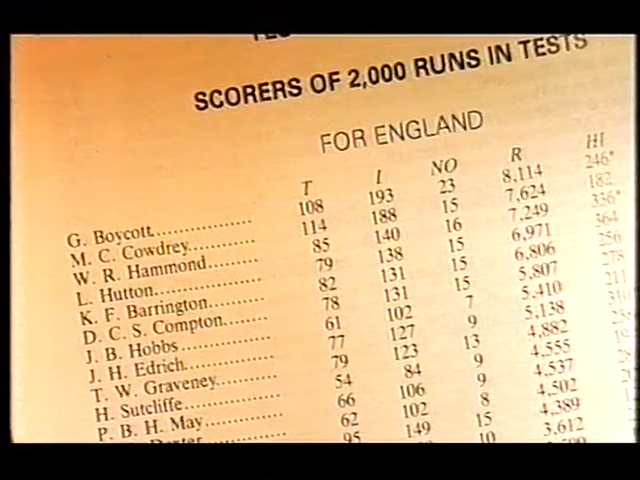 SCORERS OF 2,000 RUNS IN TESTS
FOR ENGLAND
T I NO R HI
G. Boycott 108 193 23 8,114 246*
M. C. Cowdrey 114 188 15 7,624 182
W. R. Hammond 85 140 16 7,249 336*
L. Hutton 79 138 15 6,971 364
K. F. Barrington 82 131 15 6,806 256
D. C. S. Compton 78 131 15 5,807 278
J. B. Hobbs 61 102 7 5,410 211
J. H. Edrich 77 127 9 5,138
T. W. Graveney 79 123 13 4,882
H. Sutcliffe 54 84 9 4,555
P. B. H. May 66 106 9 4,537
Dexter 62 102 8 4,502
95 149 15 4,389
10 3,612